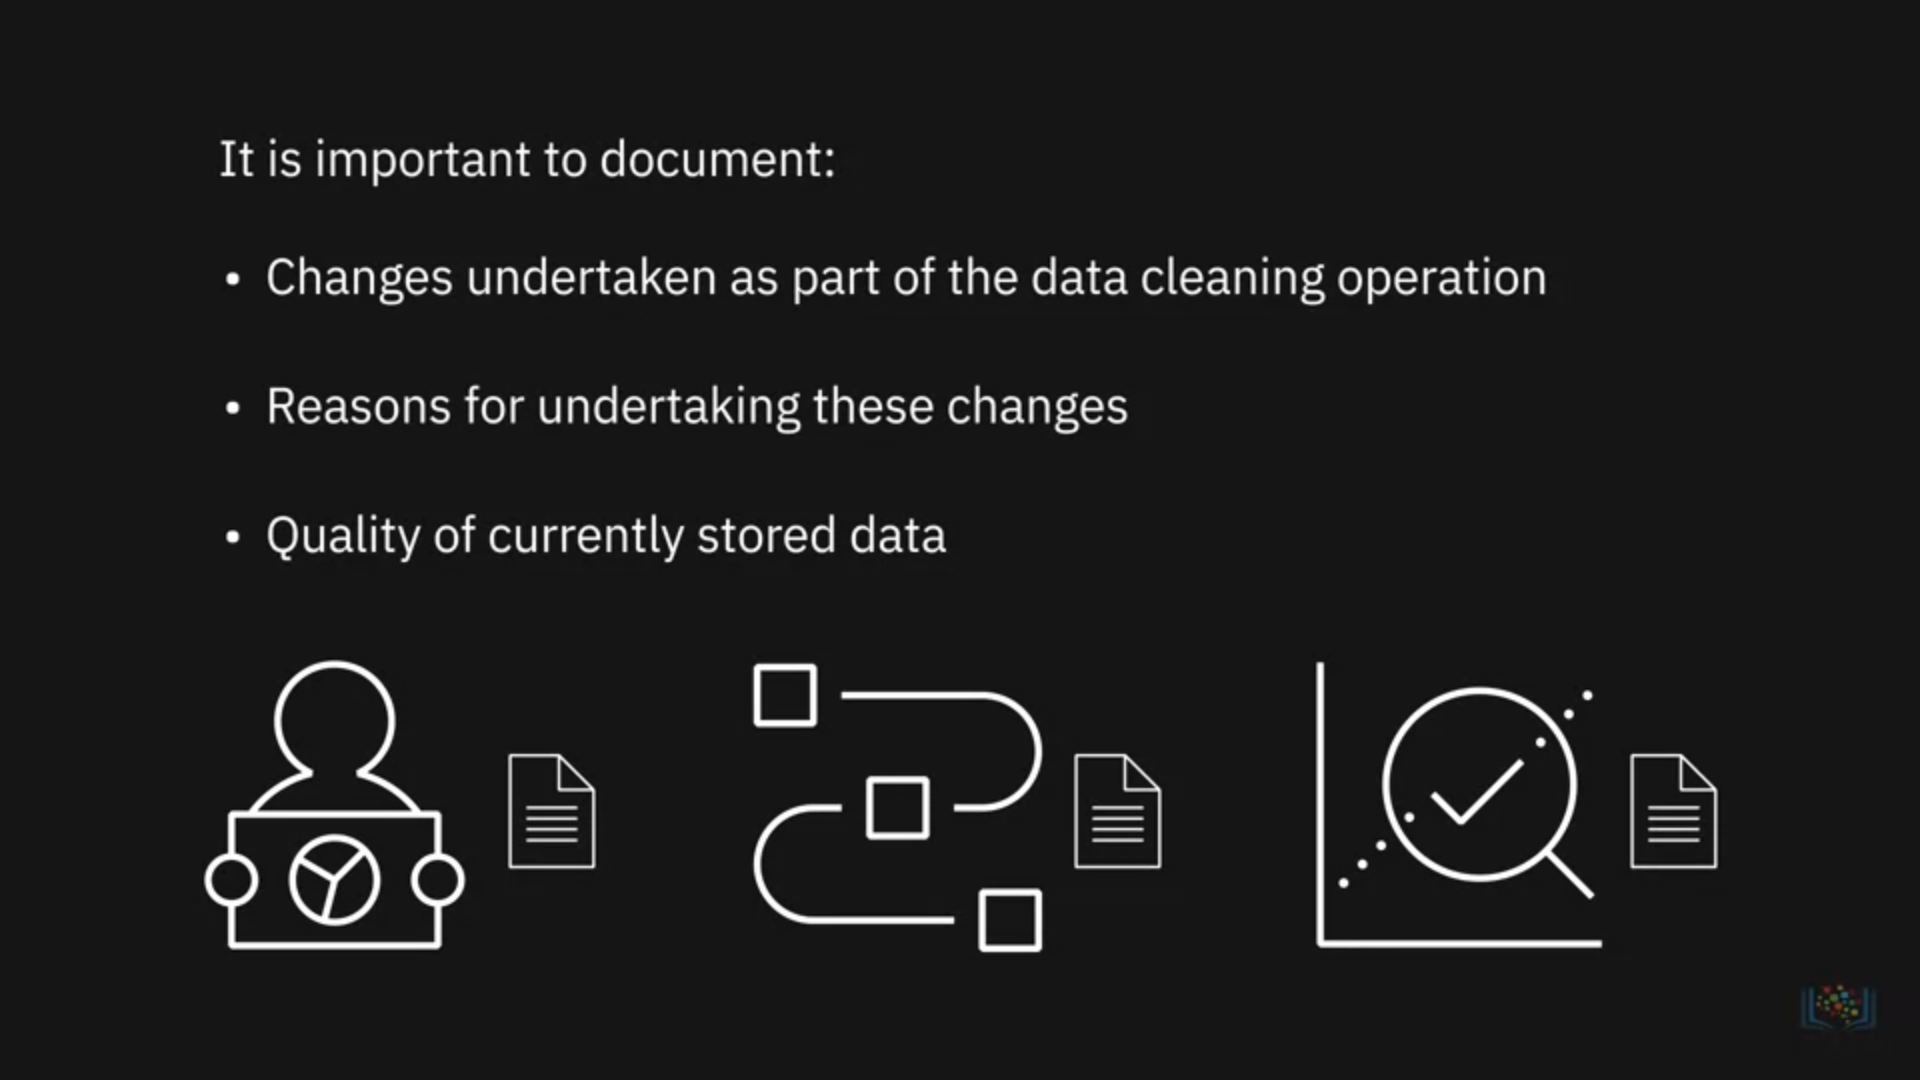 It is important to document:
• Changes undertaken as part of the data cleaning operation
• Reasons for undertaking these changes
• Quality of currently stored data